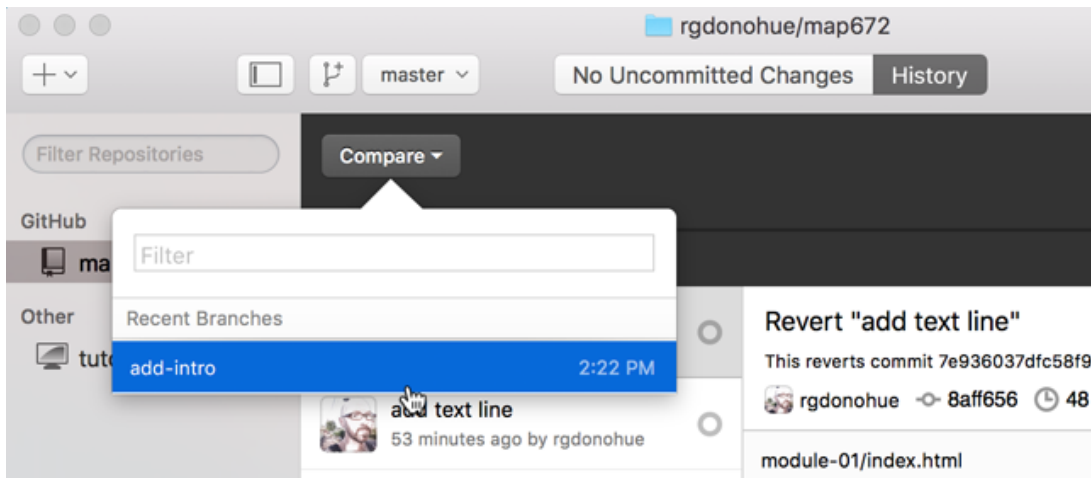 rgdonohue/map672
master
No Uncommitted Changes
History
Filter Repositories
Compare
GitHub
Filter
Other
Recent Branches
add-intro
2:22 PM
add text line
53 minutes ago by rgdonohue
Revert "add text line"
This reverts commit 7e936037dfc58f9
rgdonohue
8aff656
48
module-01/index.html